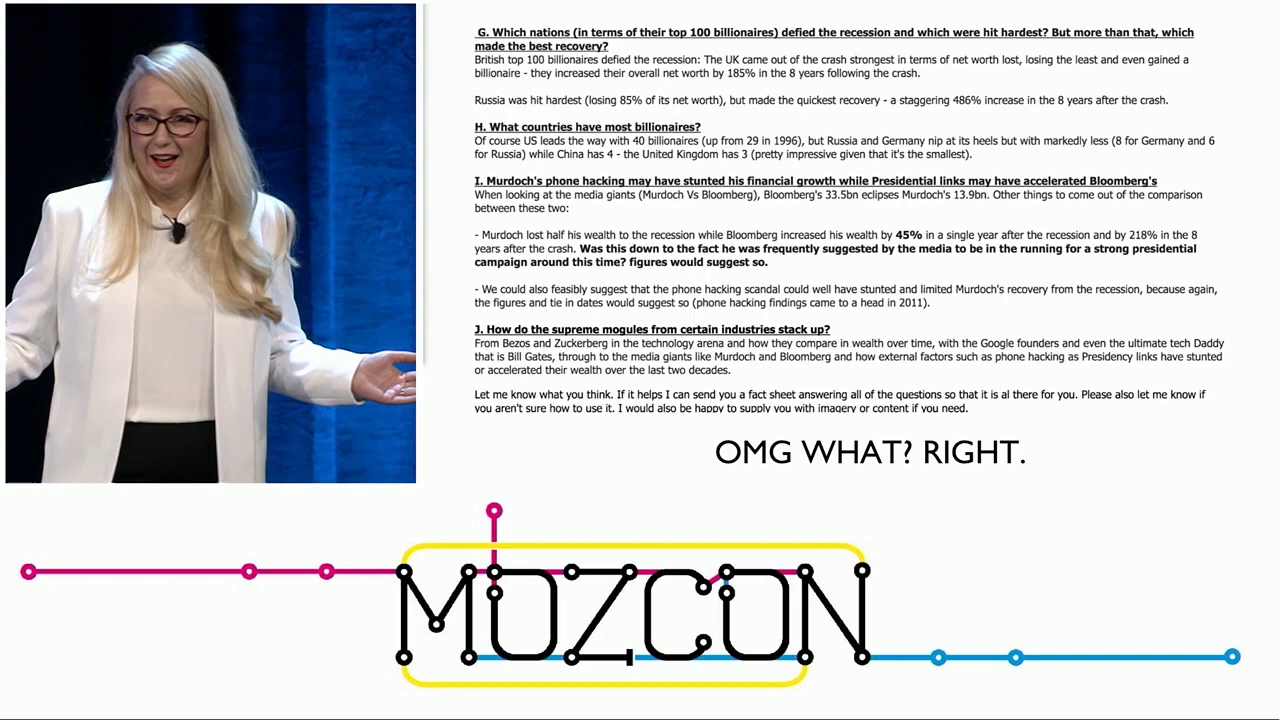 G. Which nations (in terms of their top 100 billionaires) defied the recession and which were hit hardest? But more than that, which
made the best recovery?
British top 100 billionaires defied the recession: The UK came out of the crash strongest in terms of net worth lost, losing the least and even gained a
billionaire - they increased their overall net worth by 185% in the 8 years following the crash.
Russia was hit hardest (losing 85% of its net worth), but made the quickest recovery - a staggering 486% increase in the 8 years after the crash.
H. What countries have most billionaires?
Of course US leads the way with 40 billionaires (up from 29 in 1996), but Russia and Germany nip at its heels but with markedly less (8 for Germany and 6
for Russia) while China has 4 - the United Kingdom has 3 (pretty impressive given that it's the smallest).
I. Murdoch's phone hacking may have stunted his financial growth while Presidential links may have accelerated Bloomberg's
When looking at the media giants (Murdoch Vs Bloomberg), Bloomberg's 33.5bn eclipses Murdoch's 13.9bn. Other things to come out of the comparison
between these two:
- Murdoch lost half his wealth to the recession while Bloomberg increased his wealth by 45% in a single year after the recession and by 218% in the 8
years after the crash. Was this down to the fact he was frequently suggested by the media to be in the running for a strong presidential
campaign around this time? figures would suggest so.
- We could also feasibly suggest that the phone hacking scandal could well have stunted and limited Murdoch's recovery from the recession, because again,
the figures and tie in dates would suggest so (phone hacking findings came to a head in 2011).
J. How do the supreme mogules from certain industries stack up?
From Bezos and Zuckerberg in the technology arena and how they compare in wealth over time, with the Google founders and even the ultimate tech Daddy
that is Bill Gates, through to the media giants like Murdoch and Bloomberg and how external factors such as phone hacking as Presidency links have stunted
or accelerated their wealth over the last two decades.
Let me know what you think. If it helps I can send you a fact sheet answering all of the questions so that it is al there for you. Please also let me know if
you aren't sure how to use it. I would also be happy to supply you with imagery or content if you need.
OMG WHAT? RIGHT.
MOZCON